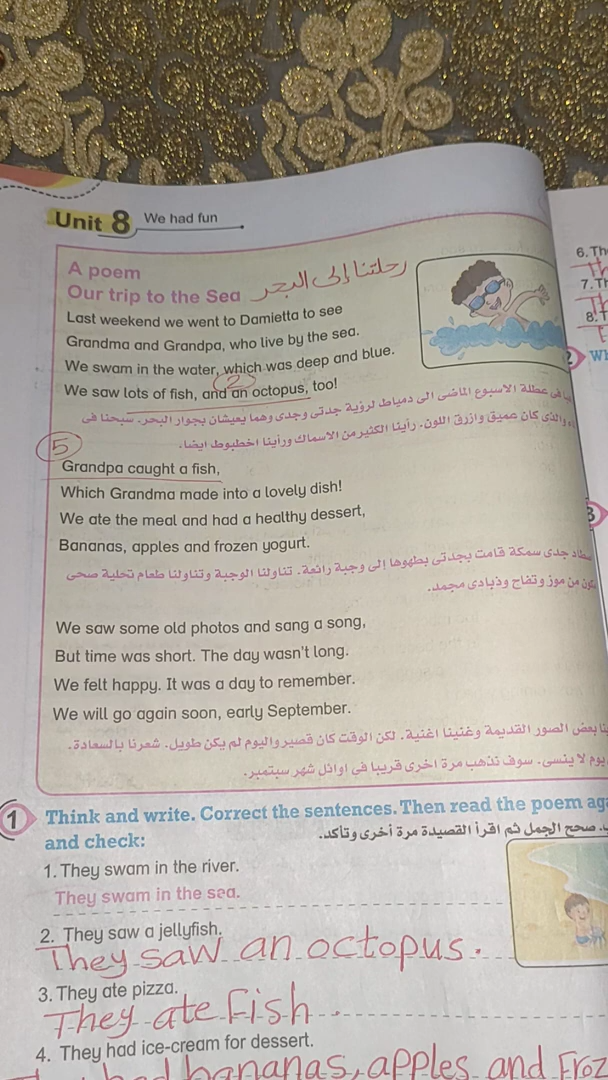 Unit 8 We had fun
A poem
Our trip to the Sea رحلتنا إلى البحر
Last weekend we went to Damietta to see
Grandma and Grandpa, who live by the sea.
We swam in the water, which was deep and blue.
2
We saw lots of fish, and an octopus, too!
فى عطلة الاسبوع الماضى الى دمياط لرؤية جدتى وجدى وهما يعيشان بجوار البحر. سبحنا فى
والذى كان عميق وازرق اللون. رأينا الكثير من الاسماك ورأينا اخطبوط ايضا.
5
Grandpa caught a fish,
Which Grandma made into a lovely dish!
We ate the meal and had a healthy dessert,
Bananas, apples and frozen yogurt.
جدى سمكة قامت بجدتى بطهوها إلى وجبة رائعة. تناولنا الوجبة وتناولنا طعام تحلية صحى
من موز وتفاح وذبادى مجمد.
We saw some old photos and sang a song,
But time was short. The day wasn't long.
We felt happy. It was a day to remember.
We will go again soon, early September.
بعض الصور القديمة وغنينا اغنية. لكن الوقت كان قصير واليوم لم يكن طويل. شعرنا بالسعادة.
يوم لا ينسى. سوف نذهب مرة اخرى قريبا فى اوائل شهر سبتمبر.
1 Think and write. Correct the sentences. Then read the poem
and check:
صحح الجمل ثم اقرأ القصيدة مرة أخرى وتأكد.
1. They swam in the river.
They swam in the sea.
2. They saw a jellyfish.
They saw an octopus.
3. They ate pizza.
They ate Fish.
4. They had ice-cream for dessert.
had bananas, apples and
6.
7.
8.
3